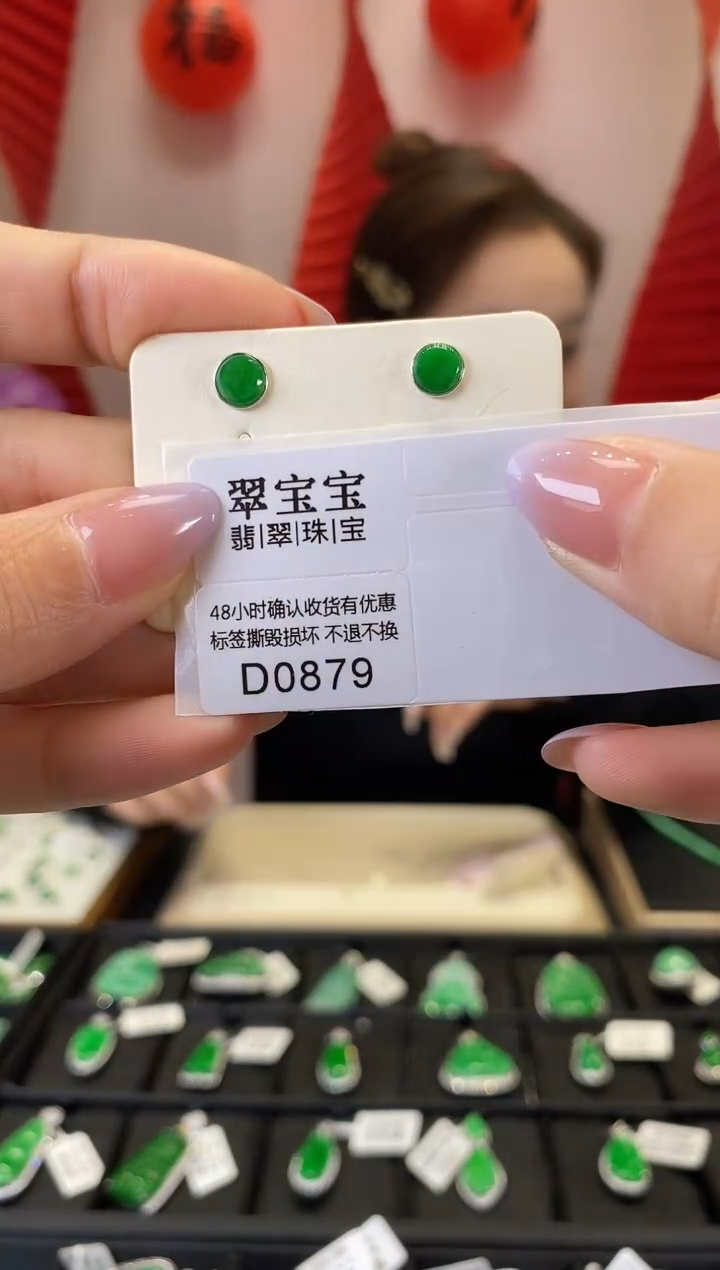 福
翠宝宝
翡|翠|珠|宝
48小时确认收货有优惠
标签撕毁损坏 不退不换
D0879